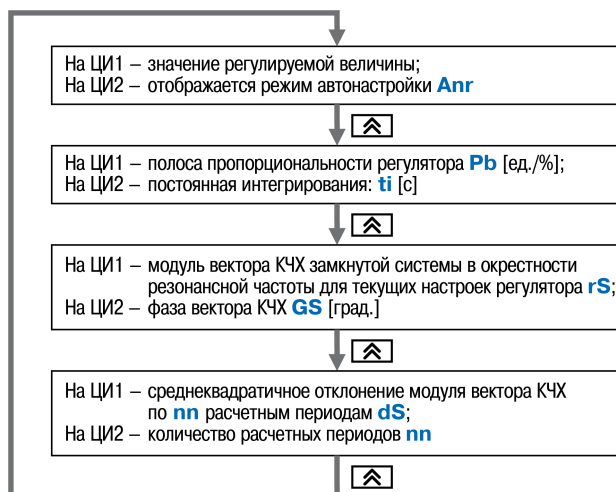 На ЦИ1 – значение регулируемой величины;
На ЦИ2 – отображается режим автонастройки Anr
На ЦИ1 – полоса пропорциональности регулятора Pb [ед./%];
На ЦИ2 – постоянная интегрирования: ti [с]
На ЦИ1 – модуль вектора КЧХ замкнутой системы в окрестности
резонансной частоты для текущих настроек регулятора rS;
На ЦИ2 – фаза вектора КЧХ GS [град.]
На ЦИ1 – среднеквадратичное отклонение модуля вектора КЧХ
по nn расчетным периодам dS;
На ЦИ2 – количество расчетных периодов nn